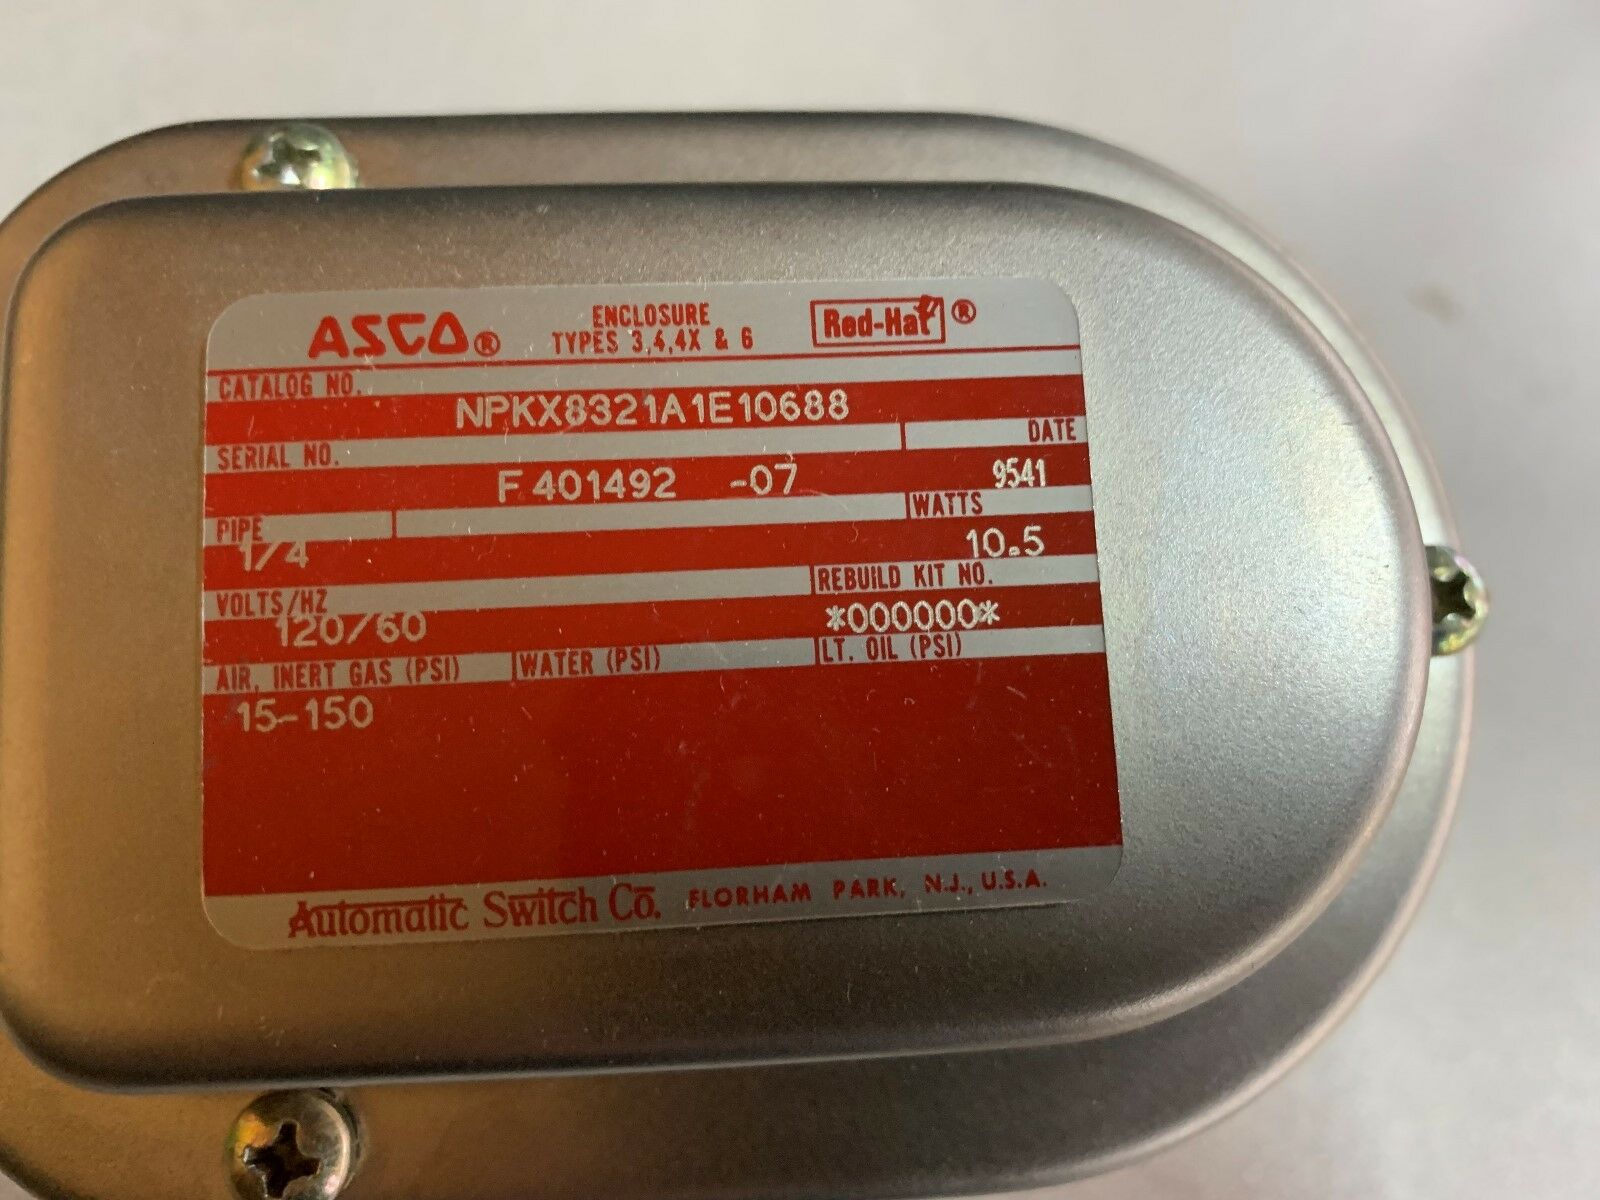 ASCO®
ENCLOSURE
TYPES 3,4,4X & 6
Red-Hat®
CATALOG NO.
NPKX8321A1E10688
SERIAL NO.
DATE
F401492 -07
9541
PIPE
WATTS
1/4
10.5
VOLTS/HZ
REBUILD KIT NO.
120/60
*000000*
AIR, INERT GAS (PSI)
WATER (PSI)
LT. OIL (PSI)
15-150
Automatic Switch Co. FLORHAM PARK, N.J., U.S.A.